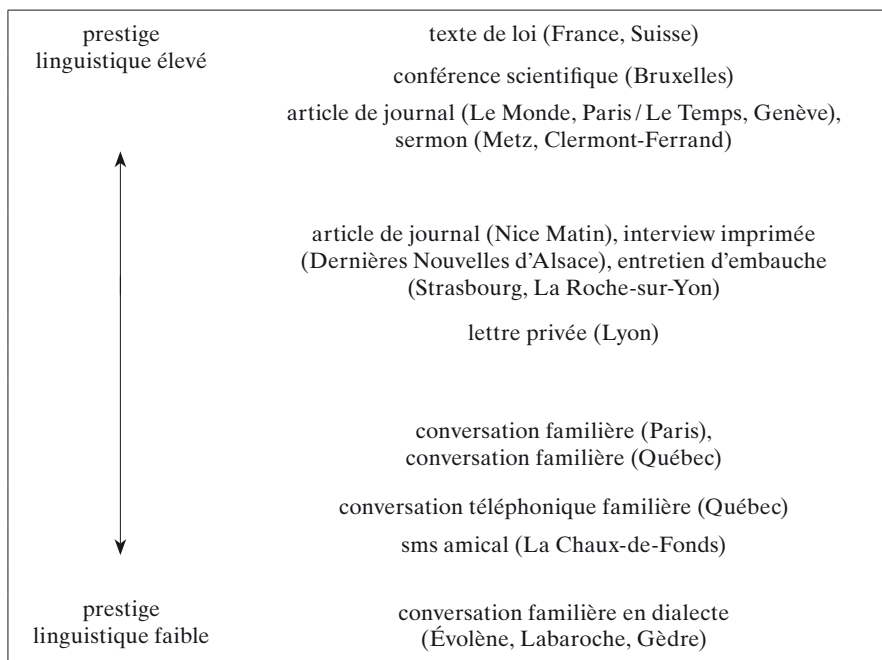 prestige
linguistique élevé
texte de loi (France, Suisse)
conférence scientifique (Bruxelles)
article de journal (Le Monde, Paris / Le Temps, Genève),
sermon (Metz, Clermont-Ferrand)
article de journal (Nice Matin), interview imprimée
(Dernières Nouvelles d’Alsace), entretien d’embauche
(Strasbourg, La Roche-sur-Yon)
lettre privée (Lyon)
conversation familière (Paris),
conversation familière (Québec)
conversation téléphonique familière (Québec)
sms amical (La Chaux-de-Fonds)
prestige
linguistique faible
conversation familière en dialecte
(Évolène, Labaroche, Gèdre)